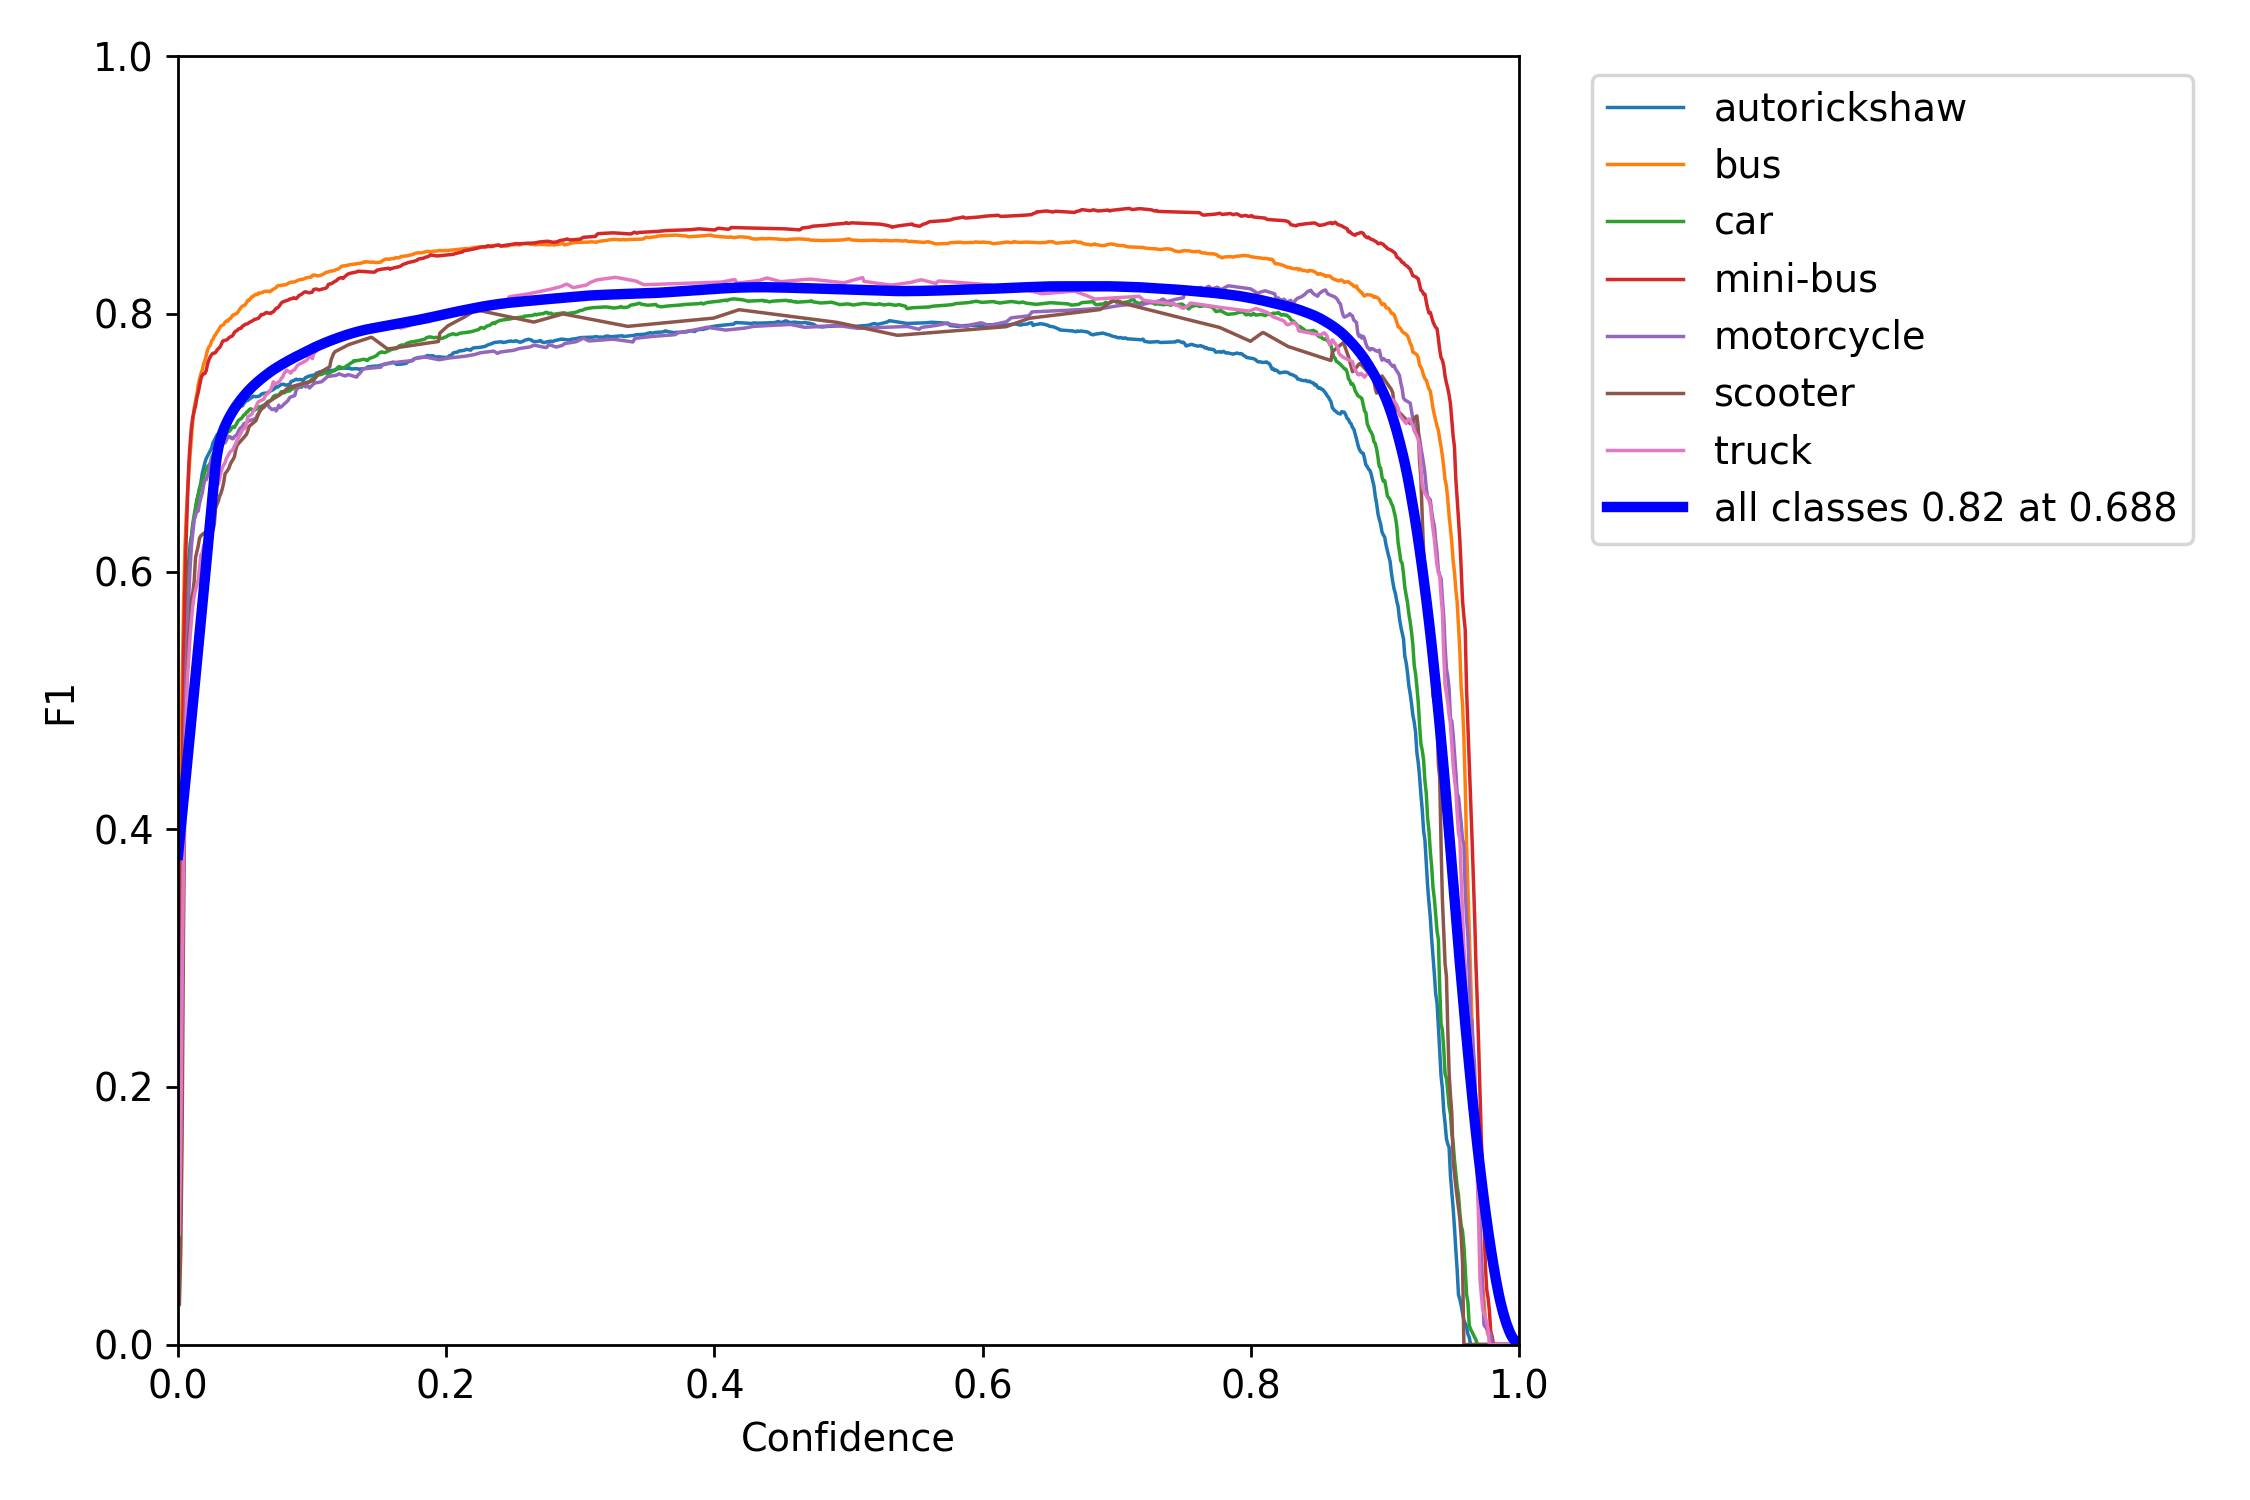 1.0
0.8
0.6
0.4
0.2
0.0
F1
0.0 0.2 0.4 0.6 0.8 1.0
Confidence
autorickshaw
bus
car
mini-bus
motorcycle
scooter
truck
all classes 0.82 at 0.688